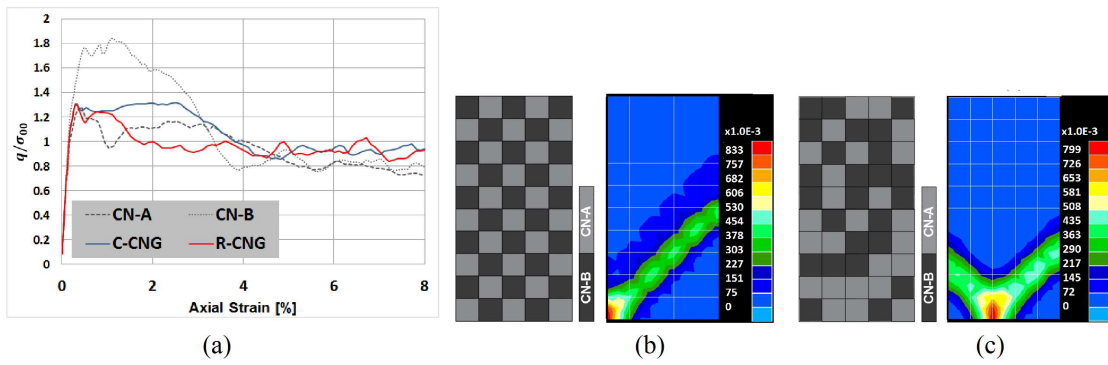 2
1.8
1.6
1.4
1.2
1
0.8
0.6
0.4
0.2
0
q/σ00
CN-A CN-B
C-CNG R-CNG
0 2 4 6 8
Axial Strain [%]
(a)
CN-A
CN-B
x1.0E-3
833
757
682
606
530
454
378
303
227
151
75
0
(b)
CN-A
CN-B
x1.0E-3
799
726
653
581
508
435
363
290
217
145
72
0
(c)